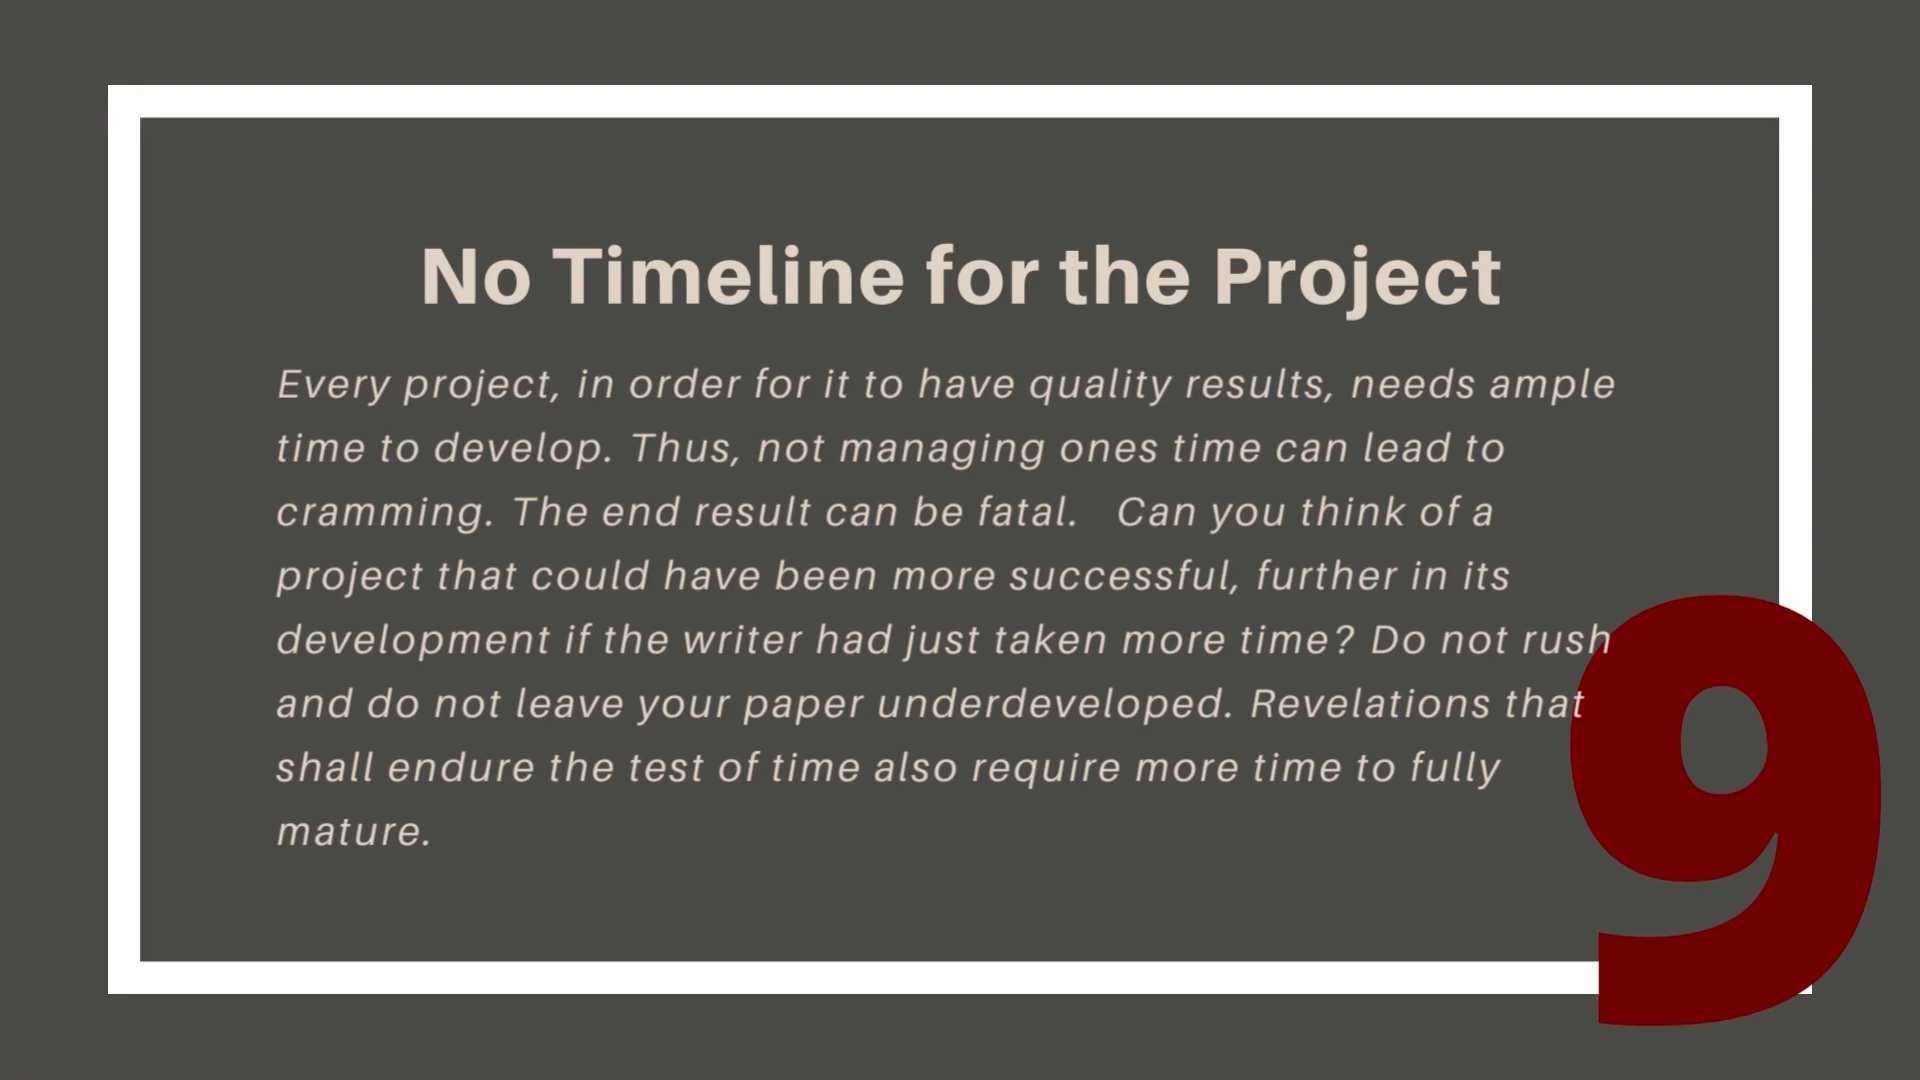 No Timeline for the Project
Every project, in order for it to have quality results, needs ample
time to develop. Thus, not managing ones time can lead to
cramming. The end result can be fatal.   Can you think of a
project that could have been more successful, further in its
development if the writer had just taken more time? Do not rush
and do not leave your paper underdeveloped. Revelations that
shall endure the test of time also require more time to fully
mature.
9